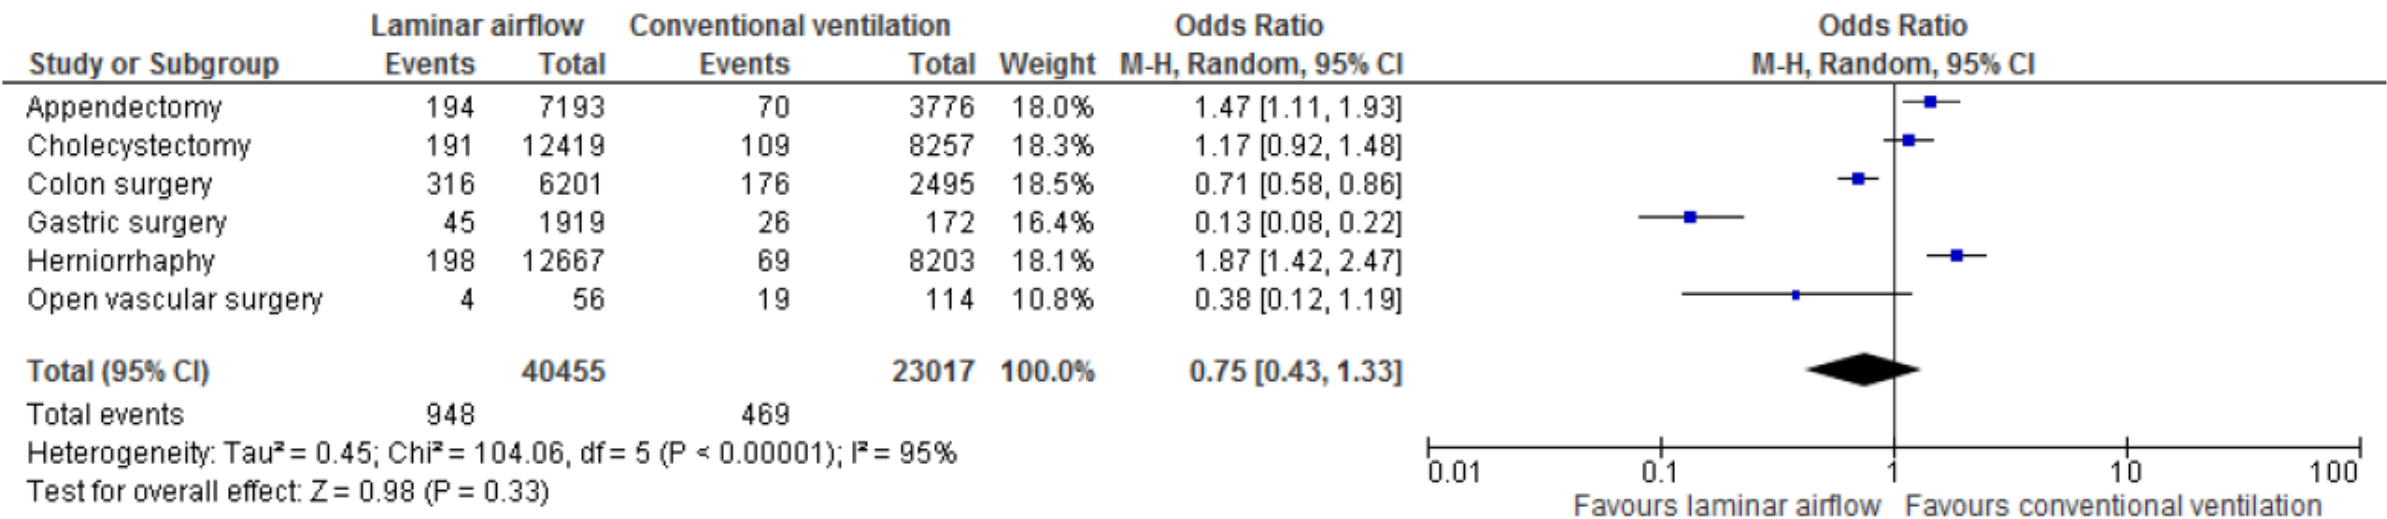 Laminar airflow Conventional ventilation Odds Ratio Odds Ratio
Study or Subgroup Events Total Events Total Weight M-H, Random, 95% CI M-H, Random, 95% CI
Appendectomy 194 7193 70 3776 18.0% 1.47 [1.11, 1.93]
Cholecystectomy 191 12419 109 8257 18.3% 1.17 [0.92, 1.48]
Colon surgery 316 6201 176 2495 18.5% 0.71 [0.58, 0.86]
Gastric surgery 45 1919 26 172 16.4% 0.13 [0.08, 0.22]
Herniorrhaphy 198 12667 69 8203 18.1% 1.87 [1.42, 2.47]
Open vascular surgery 4 56 19 114 10.8% 0.38 [0.12, 1.19]
Total (95% CI) 40455 23017 100.0% 0.75 [0.43, 1.33]
Total events 948 469
Heterogeneity: Tau² = 0.45; Chi² = 104.06, df = 5 (P < 0.00001); I² = 95%
Test for overall effect: Z = 0.98 (P = 0.33)
0.01 0.1 1 10 100
Favours laminar airflow Favours conventional ventilation